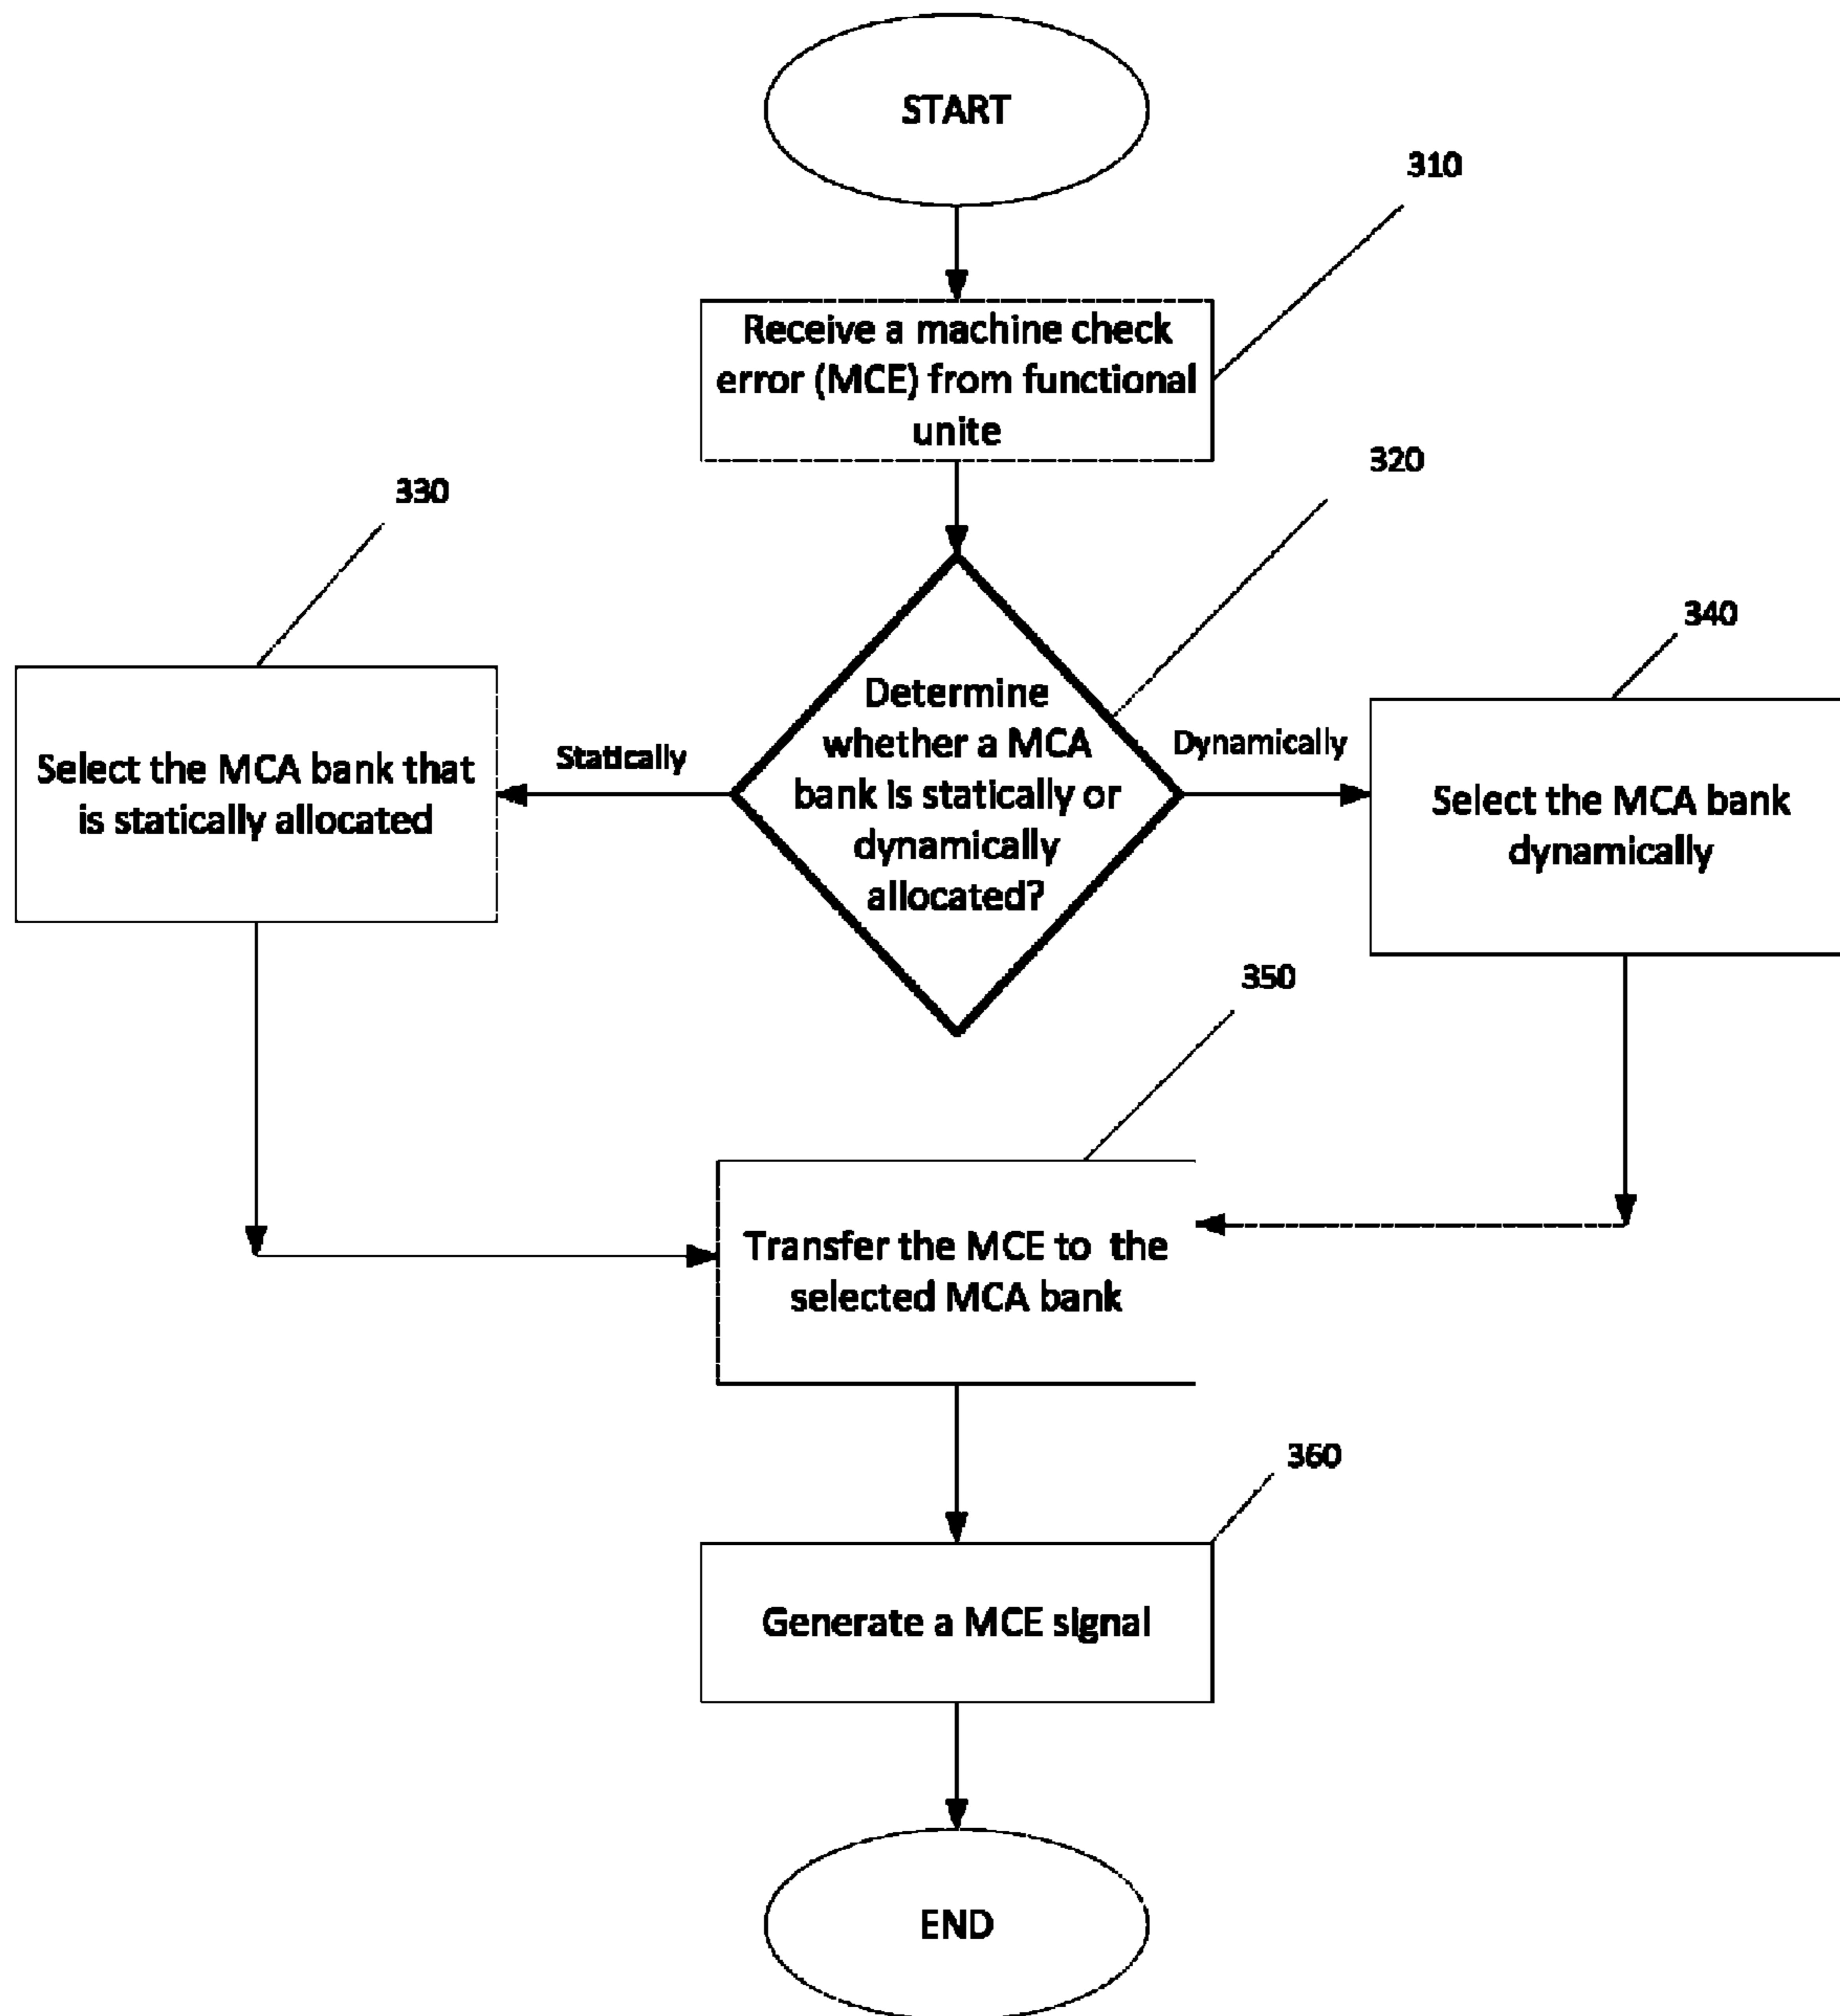 START
310
Receive a machine check
error (MCE) from functional
unite
320
330
340
Determine
whether a MCA
bank is statically or
dynamically
allocated?
Statically
Dynamically
Select the MCA bank that
is statically allocated
Select the MCA bank
dynamically
350
Transfer the MCE to the
selected MCA bank
360
Generate a MCE signal
END